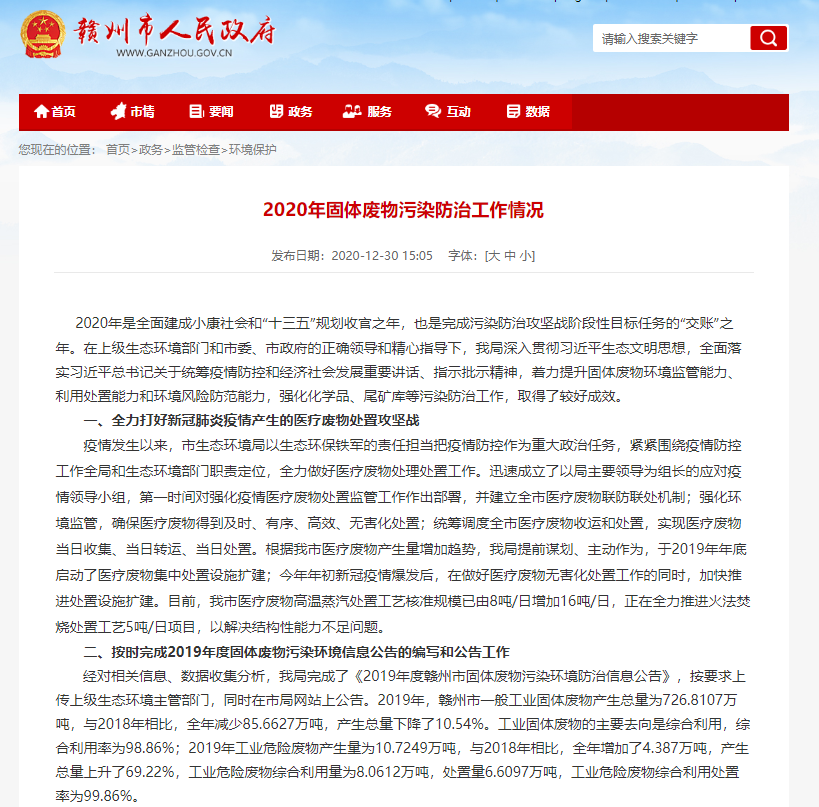 赣州市人民政府
WWW.GANZHOU.GOV.CN
请输入搜索关键字
首页 市情 要闻 政务 服务 互动 数据
您现在的位置： 首页>政务>监管检查>环境保护
2020年固体废物污染防治工作情况
发布日期：2020-12-30 15:05 字体：[大 中 小]
2020年是全面建成小康社会和“十三五”规划收官之年，也是完成污染防治攻坚战阶段性目标任务的“交账”之
年。在上级生态环境部门和市委、市政府的正确领导和精心指导下，我局深入贯彻习近平生态文明思想，全面落
实习近平总书记关于统筹疫情防控和经济社会发展重要讲话、指示批示精神，着力提升固体废物环境监管能力、
利用处置能力和环境风险防范能力，强化化学品、尾矿库等污染防治工作，取得了较好成效。
一、全力打好新冠肺炎疫情产生的医疗废物处置攻坚战
疫情发生以来，市生态环境局以生态环保铁军的责任担当把疫情防控作为重大政治任务，紧紧围绕疫情防控
工作全局和生态环境部门职责定位，全力做好医疗废物处理处置工作。迅速成立了以局主要领导为组长的应对疫
情领导小组，第一时间对强化疫情医疗废物处置监管工作作出部署，并建立全市医疗废物联防联处机制；强化环
境监管，确保医疗废物得到及时、有序、高效、无害化处置；统筹调度全市医疗废物收运和处置，实现医疗废物
当日收集、当日转运、当日处置。根据我市医疗废物产生量增加趋势，我局提前谋划、主动作为，于2019年年底
启动了医疗废物集中处置设施扩建；今年年初新冠疫情爆发后，在做好医疗废物无害化处置工作的同时，加快推
进处置设施扩建。目前，我市医疗废物高温蒸汽处置工艺核准规模已由8吨/日增加16吨/日，正在全力推进火法焚
烧处置工艺5吨/日项目，以解决结构性能力不足问题。
二、按时完成2019年度固体废物污染环境信息公告的编写和公告工作
经对相关信息、数据收集分析，我局完成了《2019年度赣州市固体废物污染环境防治信息公告》，按要求上
传上级生态环境主管部门，同时在市局网站上公告。2019年，赣州市一般工业固体废物产生总量为726.8107万
吨，与2018年相比，全年减少85.6627万吨，产生总量下降了10.54%。工业固体废物的主要去向是综合利用，综
合利用率为98.86%；2019年工业危险废物产生量为10.7249万吨，与2018年相比，全年增加了4.387万吨，产生
总量上升了69.22%，工业危险废物综合利用量为8.0612万吨，处置量6.6097万吨，工业危险废物综合利用处置
率为99.86%。